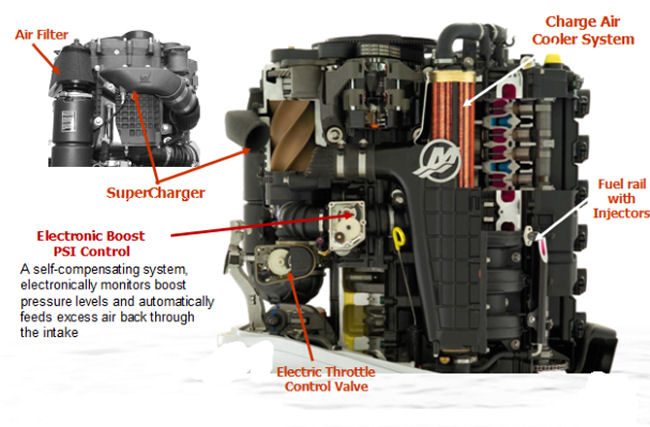 Air Filter
Charge Air
Cooler System
SuperCharger
Fuel rail
with
Injectors
Electronic Boost
PSI Control
A self-compensating system,
electronically monitors boost
pressure levels and automatically
feeds excess air back through
the intake
Electric Throttle
Control Valve